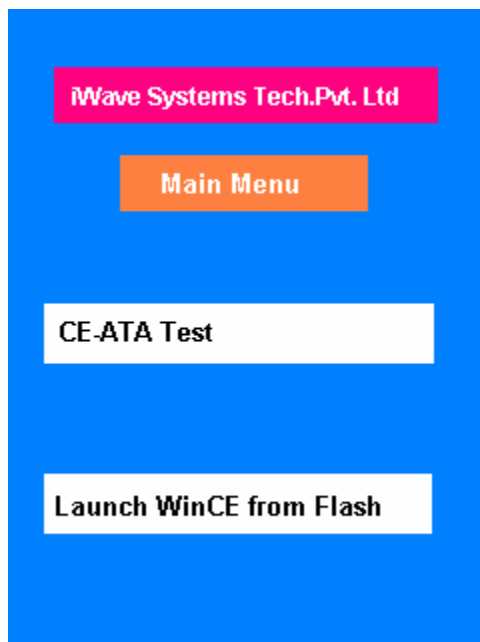 iWave Systems Tech.Pvt. Ltd
Main Menu
CE-ATA Test
Launch WinCE from Flash